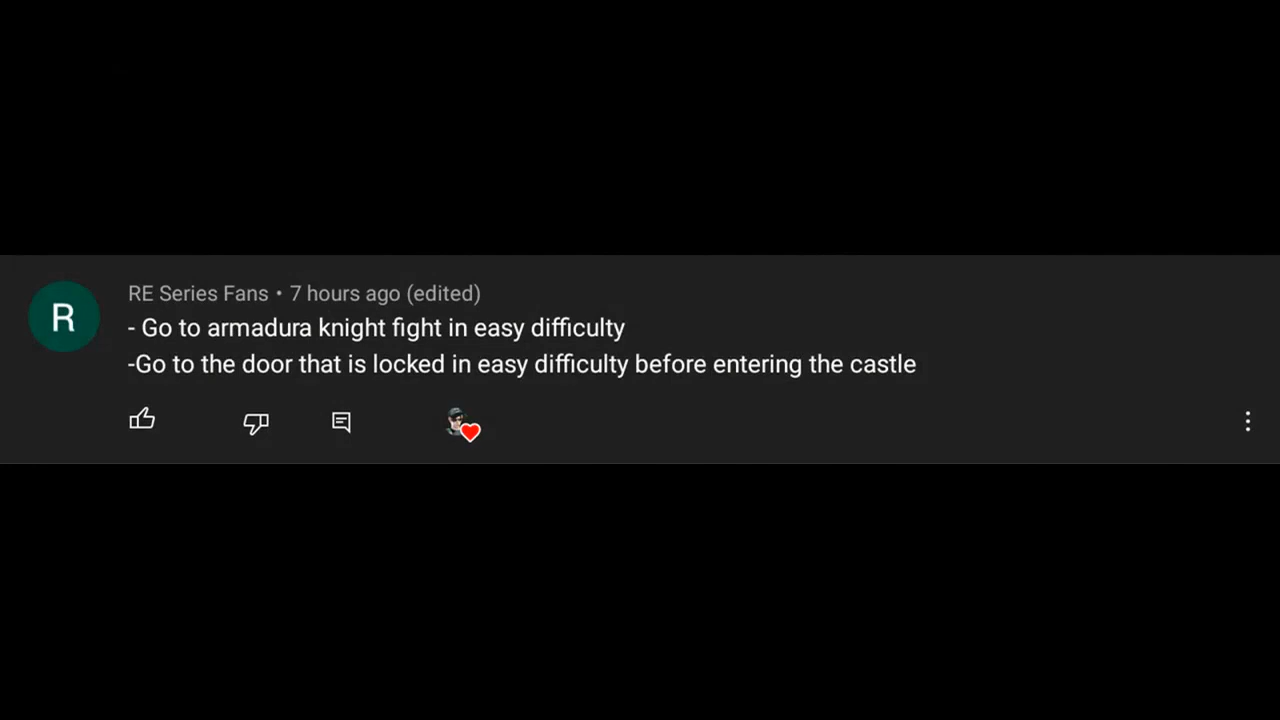 R
RE Series Fans • 7 hours ago (edited)
- Go to armadura knight fight in easy difficulty
-Go to the door that is locked in easy difficulty before entering the castle